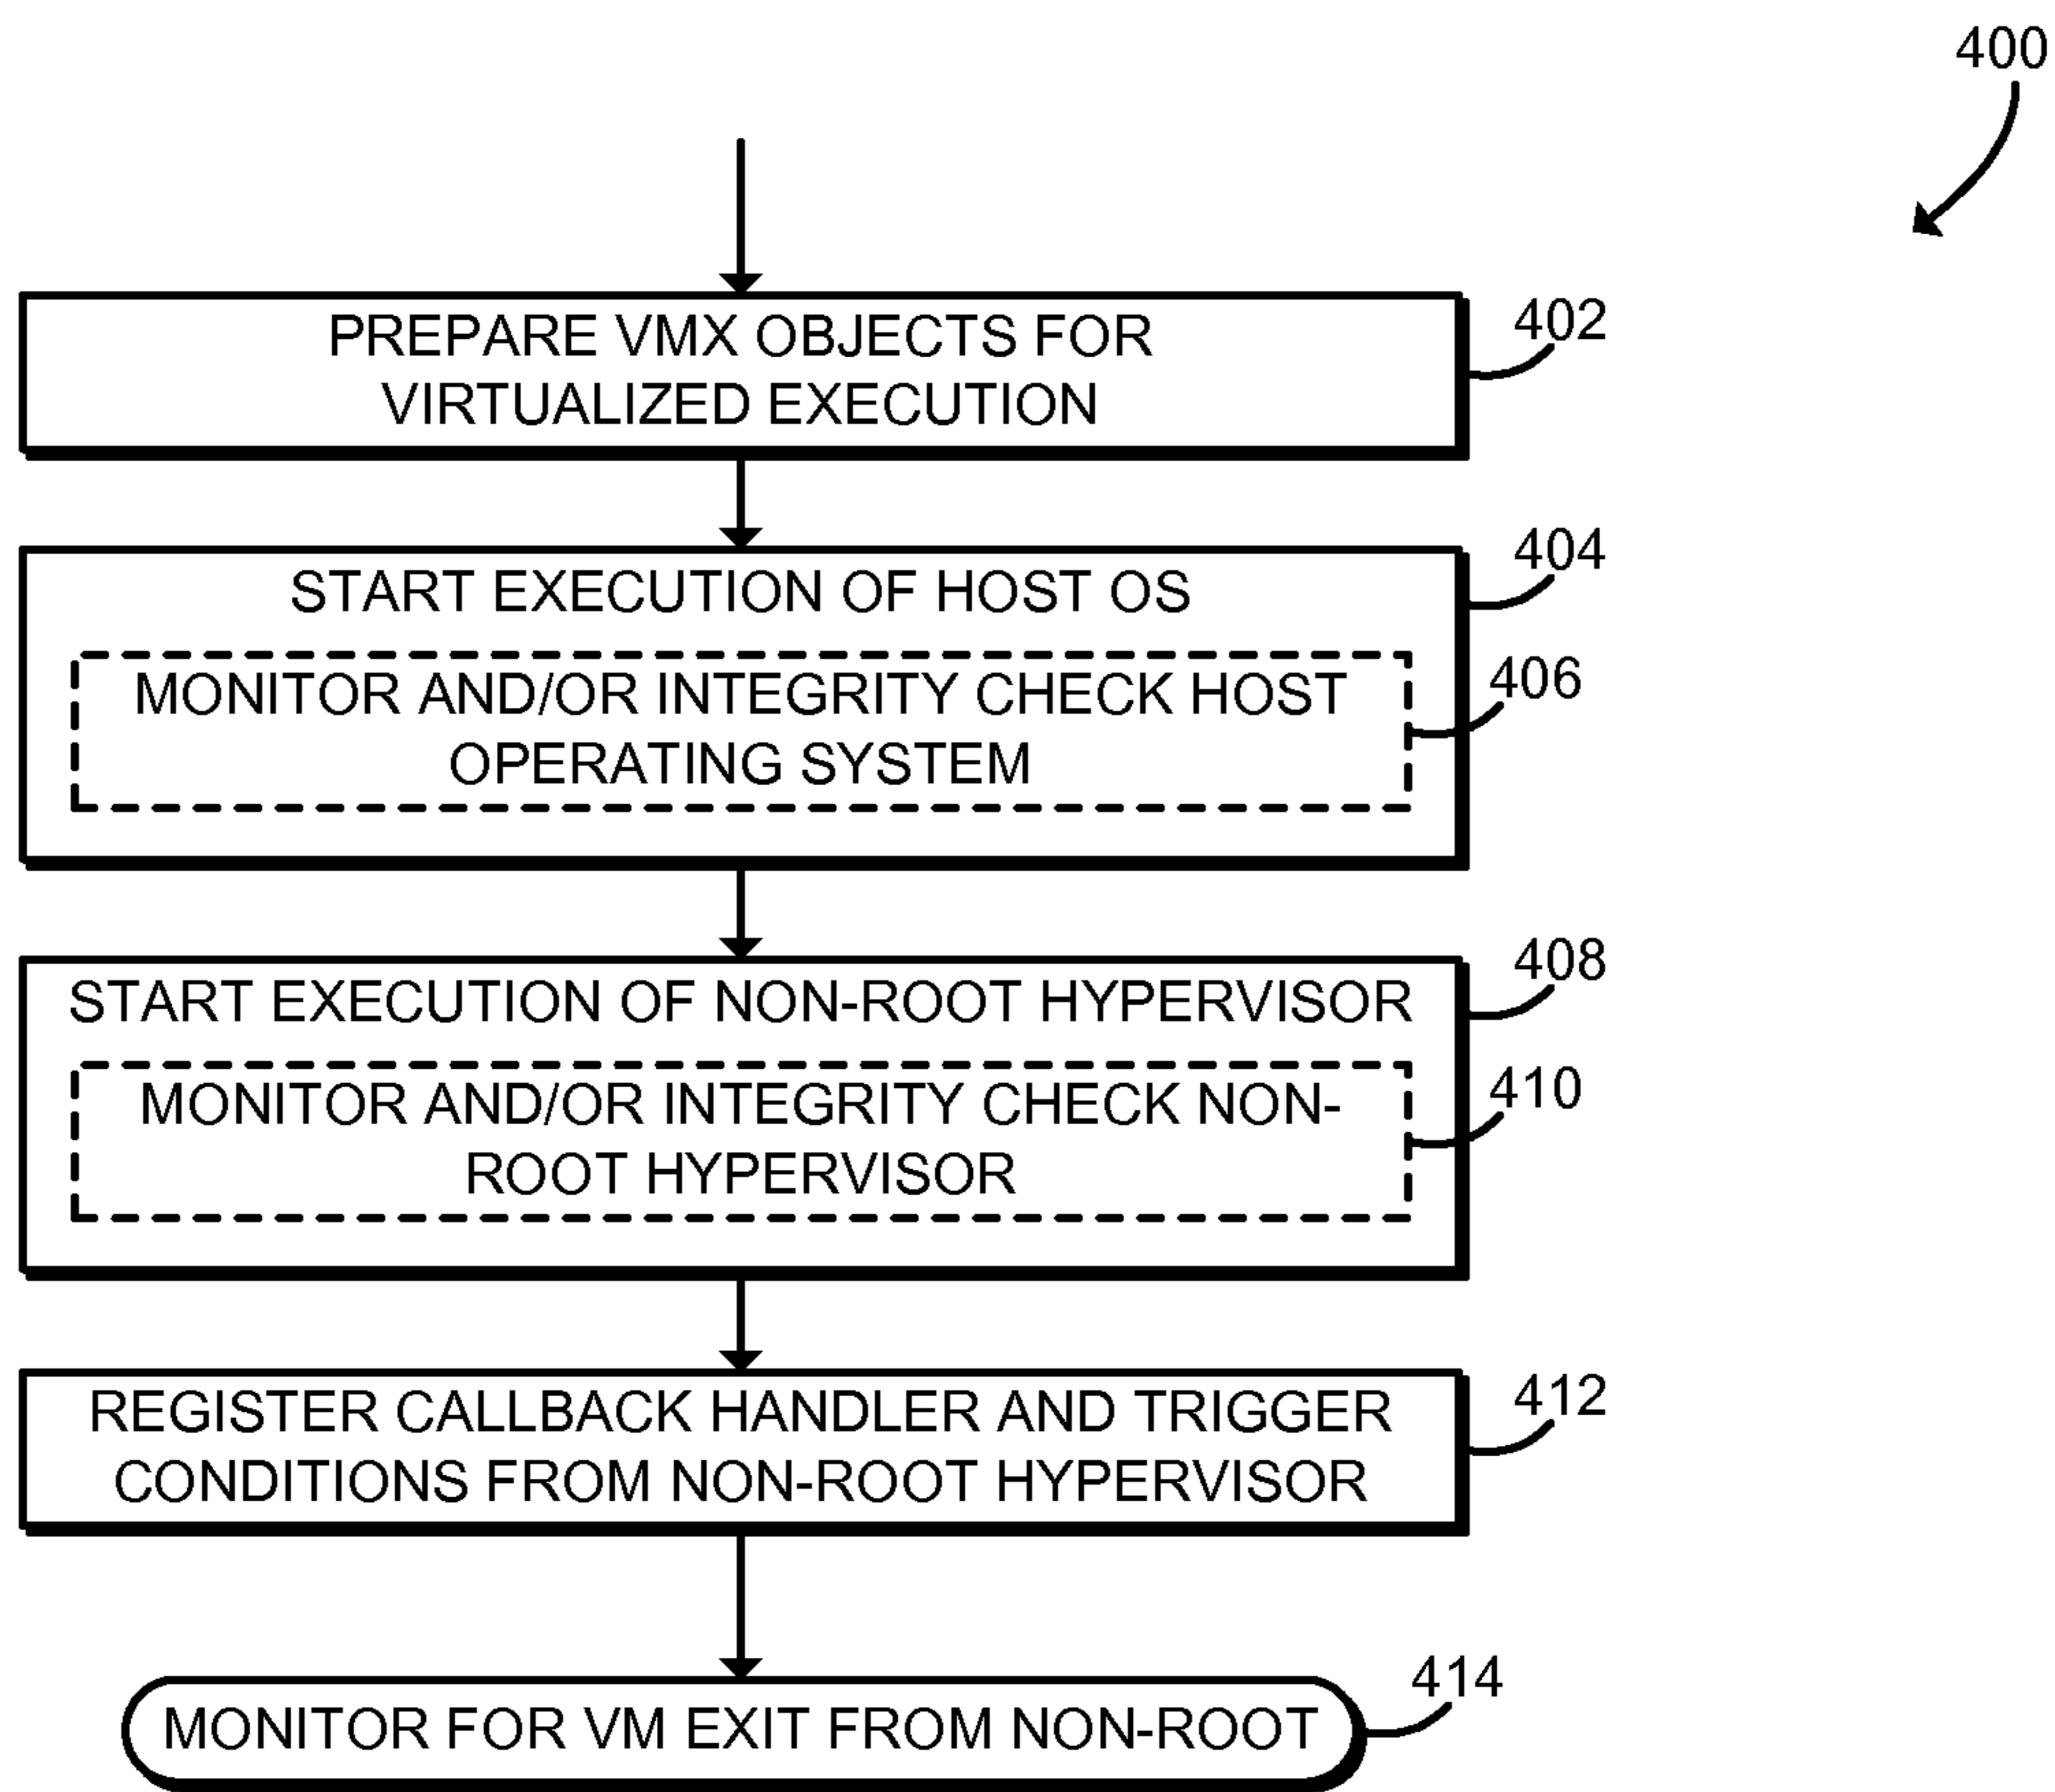 400
PREPARE VMX OBJECTS FOR
VIRTUALIZED EXECUTION
402
START EXECUTION OF HOST OS
404
MONITOR AND/OR INTEGRITY CHECK HOST
OPERATING SYSTEM
406
START EXECUTION OF NON-ROOT HYPERVISOR
408
MONITOR AND/OR INTEGRITY CHECK NON-
ROOT HYPERVISOR
410
REGISTER CALLBACK HANDLER AND TRIGGER
CONDITIONS FROM NON-ROOT HYPERVISOR
412
MONITOR FOR VM EXIT FROM NON-ROOT
414